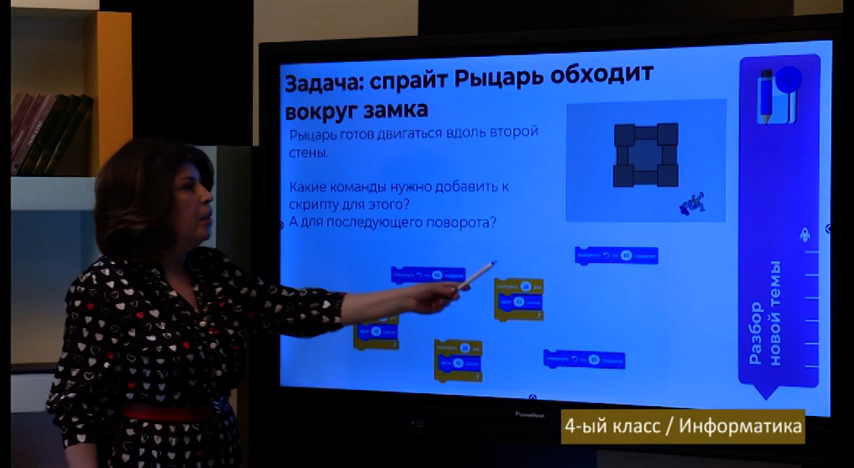 Задача: спрайт Рыцарь обходит
вокруг замка
Рыцарь готов двигаться вдоль второй
стены.
Какие команды нужно добавить к
скрипту для этого?
А для последующего поворота?
Разбор
новой темы
4-ый класс / Информатика